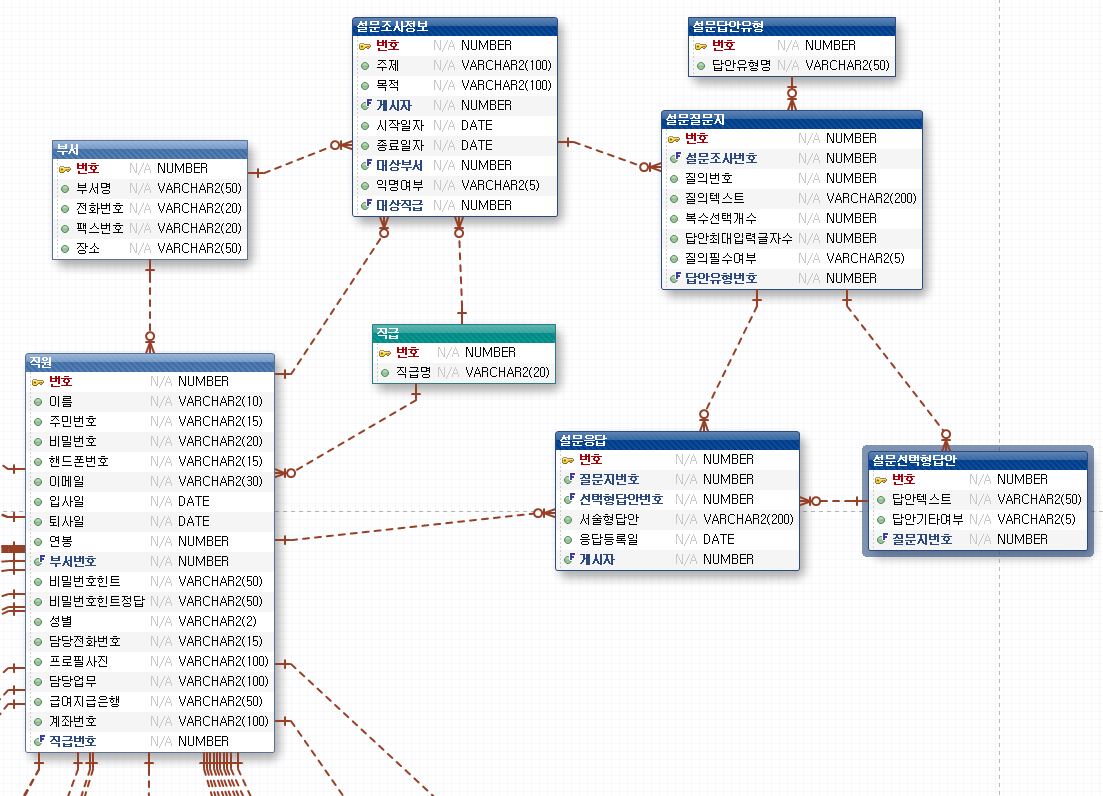 설문조사정보
번호 N/A NUMBER
주제 N/A VARCHAR2(100)
목적 N/A VARCHAR2(100)
게시자 N/A NUMBER
시작일자 N/A DATE
종료일자 N/A DATE
대상부서 N/A NUMBER
익명여부 N/A VARCHAR2(5)
대상직급 N/A NUMBER
설문답안유형
번호 N/A NUMBER
답안유형명 N/A VARCHAR2(50)
설문질문지
번호 N/A NUMBER
설문조사번호 N/A NUMBER
질의번호 N/A NUMBER
질의텍스트 N/A VARCHAR2(200)
복수선택개수 N/A NUMBER
답안최대입력글자수 N/A NUMBER
질의필수여부 N/A VARCHAR2(5)
답안유형번호 N/A NUMBER
부서
번호 N/A NUMBER
부서명 N/A VARCHAR2(50)
전화번호 N/A VARCHAR2(20)
팩스번호 N/A VARCHAR2(20)
장소 N/A VARCHAR2(50)
직급
번호 N/A NUMBER
직급명 N/A VARCHAR2(20)
직원
번호 N/A NUMBER
이름 N/A VARCHAR2(10)
주민번호 N/A VARCHAR2(15)
비밀번호 N/A VARCHAR2(20)
핸드폰번호 N/A VARCHAR2(15)
이메일 N/A VARCHAR2(30)
입사일 N/A DATE
퇴사일 N/A DATE
연봉 N/A NUMBER
부서번호 N/A NUMBER
비밀번호힌트 N/A VARCHAR2(50)
비밀번호힌트정답 N/A VARCHAR2(50)
성별 N/A VARCHAR2(2)
담당전화번호 N/A VARCHAR2(15)
프로필사진 N/A VARCHAR2(100)
담당업무 N/A VARCHAR2(100)
급여지급은행 N/A VARCHAR2(50)
계좌번호 N/A VARCHAR2(100)
직급번호 N/A NUMBER
설문응답
번호 N/A NUMBER
질문지번호 N/A NUMBER
선택형답안번호 N/A NUMBER
서술형답안 N/A VARCHAR2(200)
응답등록일 N/A DATE
게시자 N/A NUMBER
설문선택형답안
번호 N/A NUMBER
답안텍스트 N/A VARCHAR2(50)
답안기타여부 N/A VARCHAR2(5)
질문지번호 N/A NUMBER